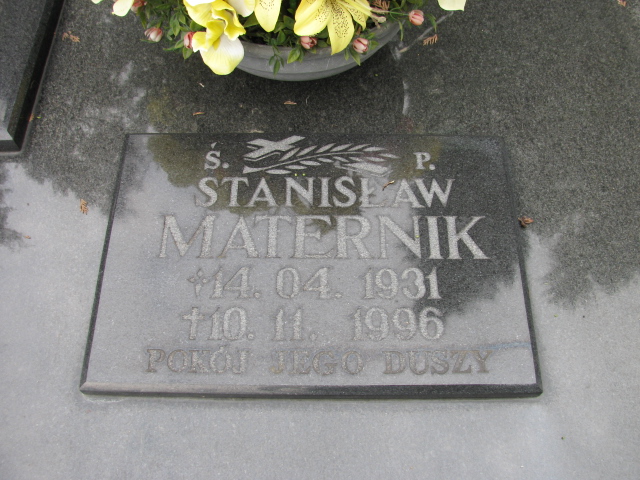 Ś. P.
STANISŁAW
MATERNIK
*14. 04. 1931
†10. 11. 1996
POKÓJ JEGO DUSZY